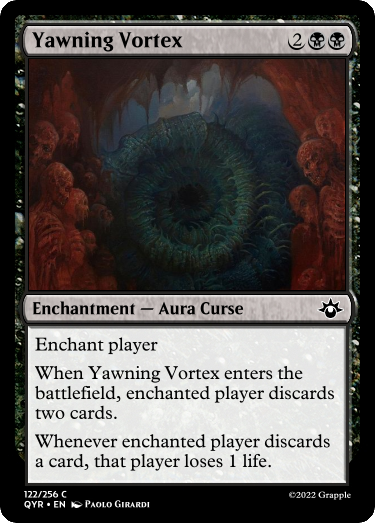 Yawning Vortex 2
Enchantment — Aura Curse
Enchant player
When Yawning Vortex enters the
battlefield, enchanted player discards
two cards.
Whenever enchanted player discards
a card, that player loses 1 life.
122/256 C
QYR • EN Paolo Girardi
©2022 Grapple